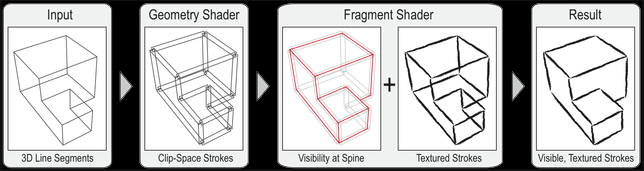 Input
Geometry Shader
Fragment Shader
Result
+
3D Line Segments
Clip-Space Strokes
Visibility at Spine
Textured Strokes
Visible, Textured Strokes